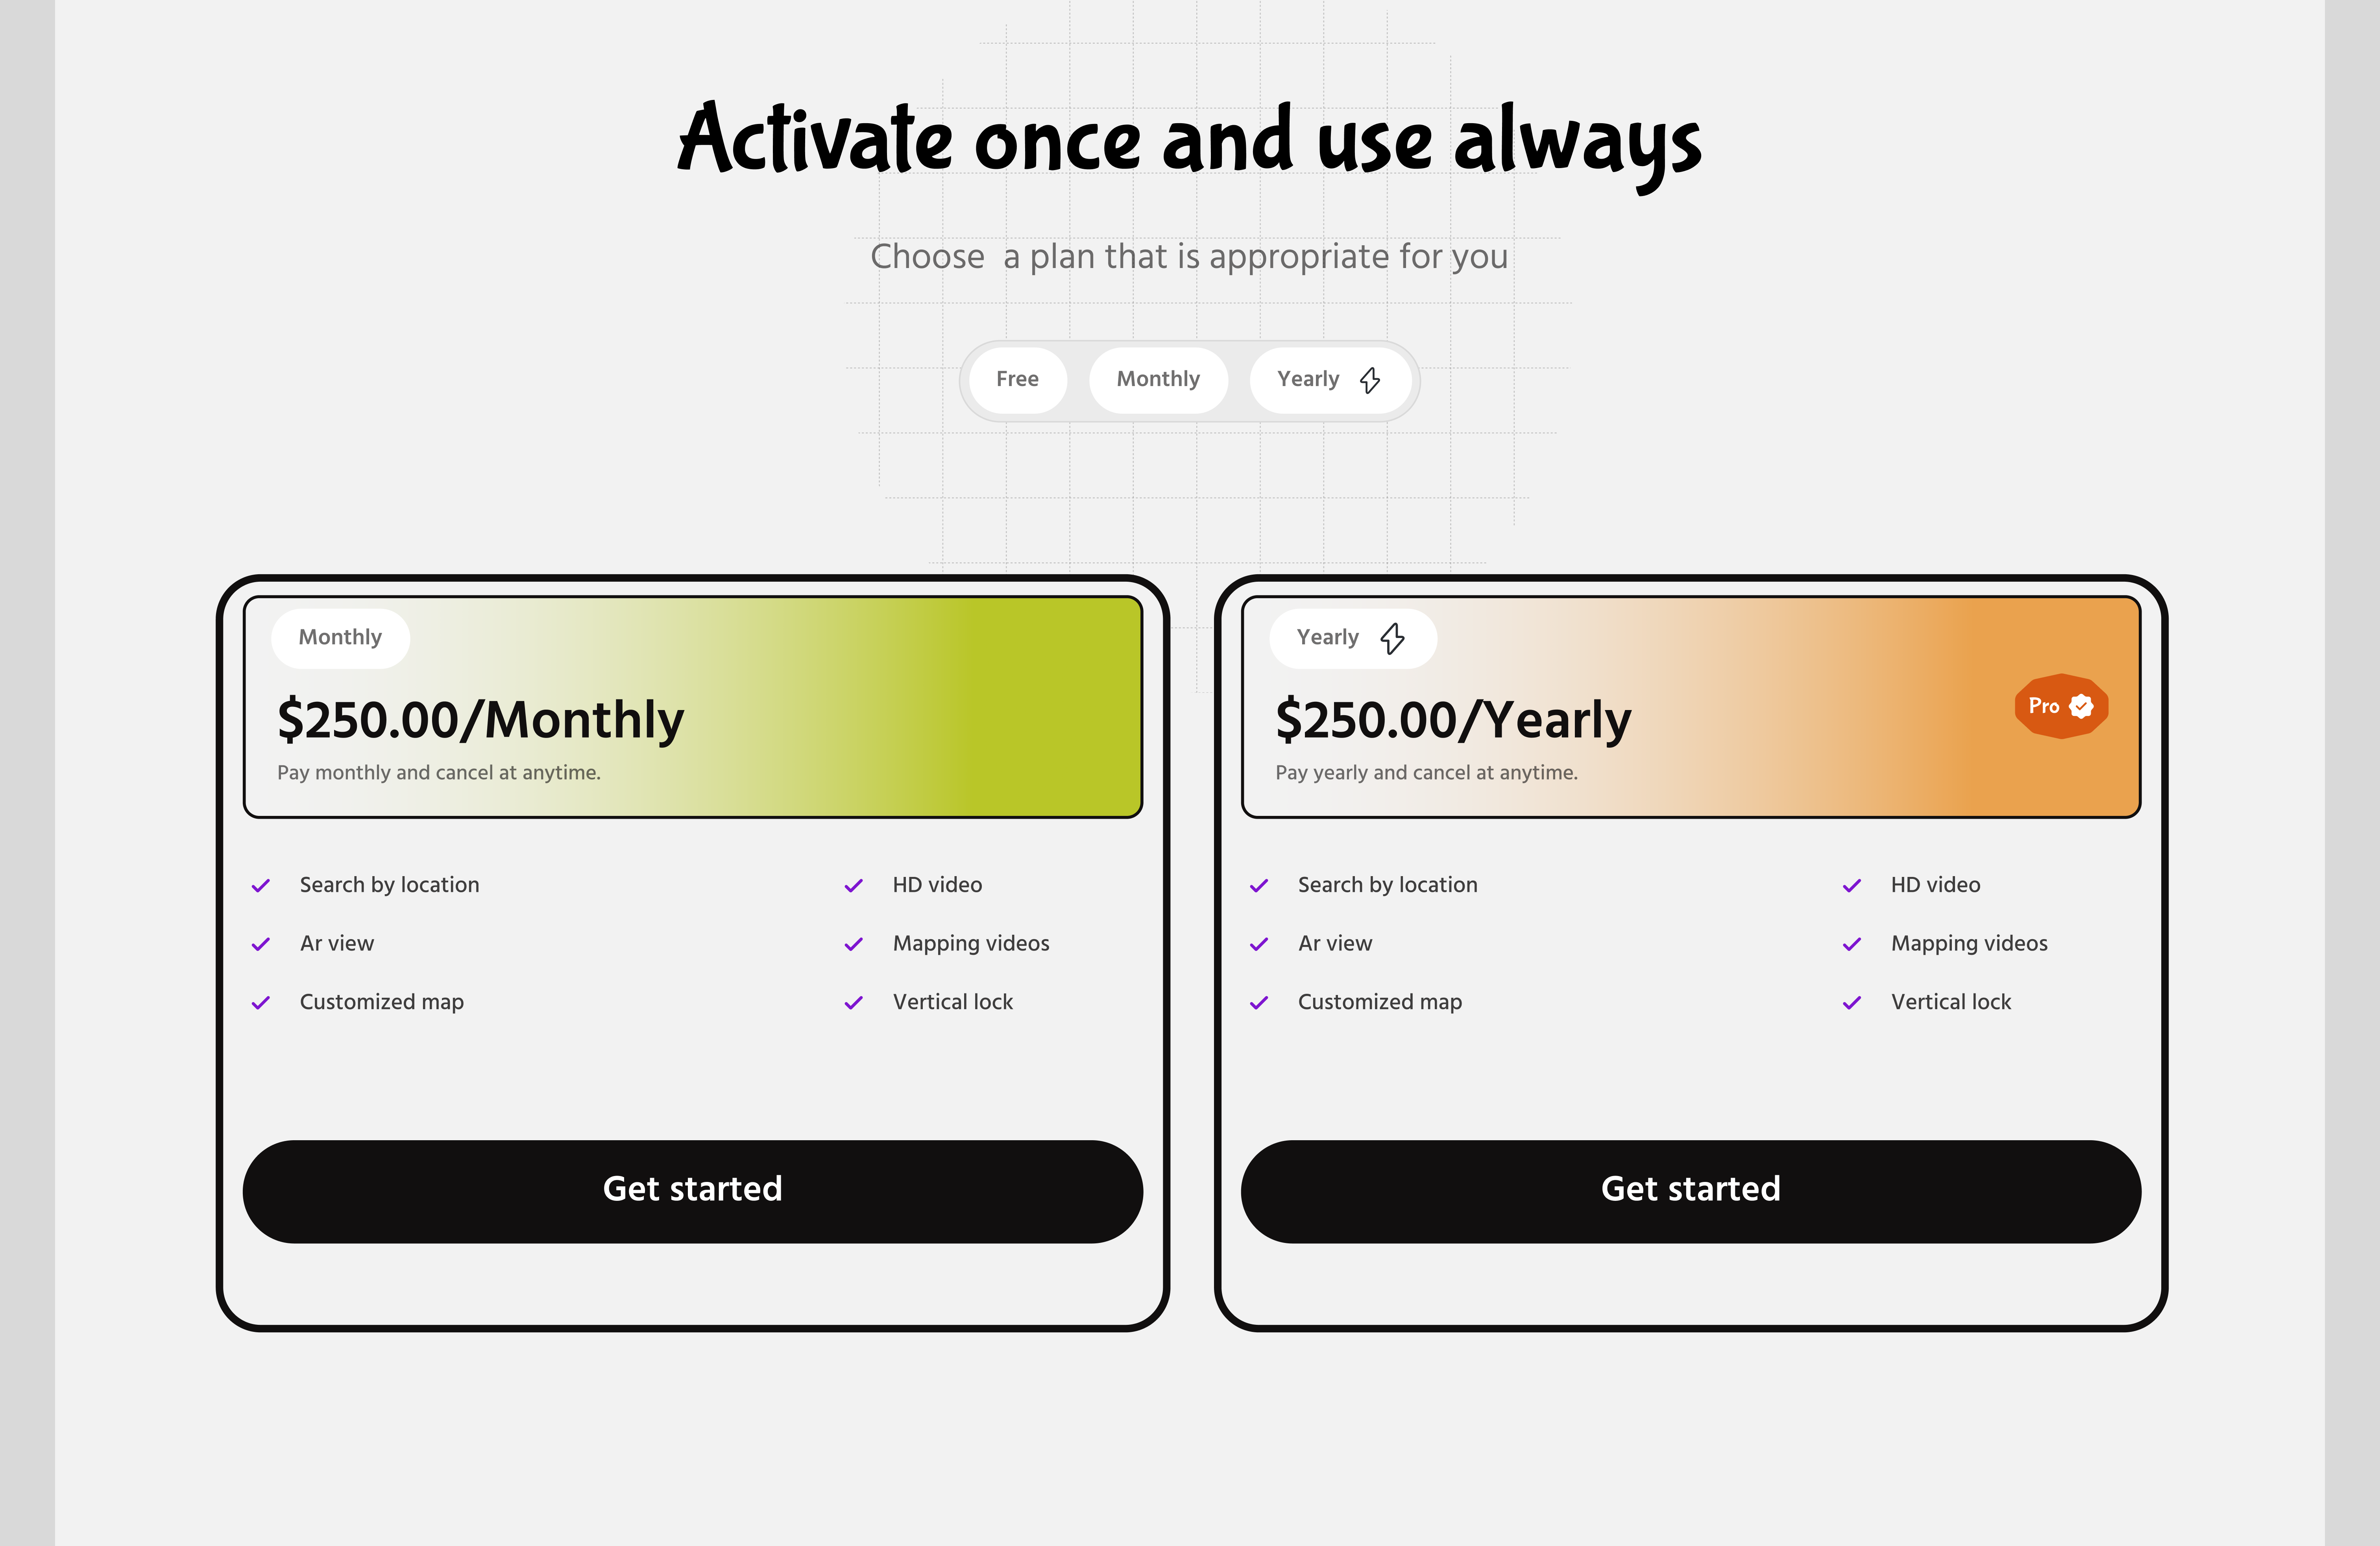 Activate once and use always
Choose  a plan that is appropriate for you
Free
Monthly
Yearly
Monthly
$250.00/Monthly
Pay monthly and cancel at anytime.
Search by location
HD video
Ar view
Mapping videos
Customized map
Vertical lock
Get started
Yearly
$250.00/Yearly
Pro
Pay yearly and cancel at anytime.
Search by location
HD video
Ar view
Mapping videos
Customized map
Vertical lock
Get started